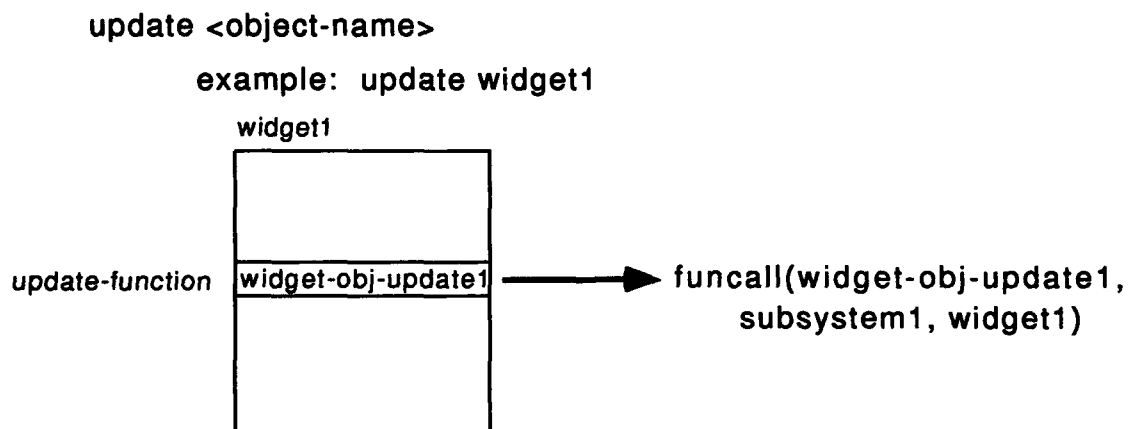 update <object-name>
example: update widget1
widget1
update-function
widget-obj-update1
funcall(widget-obj-update1,
subsystem1, widget1)